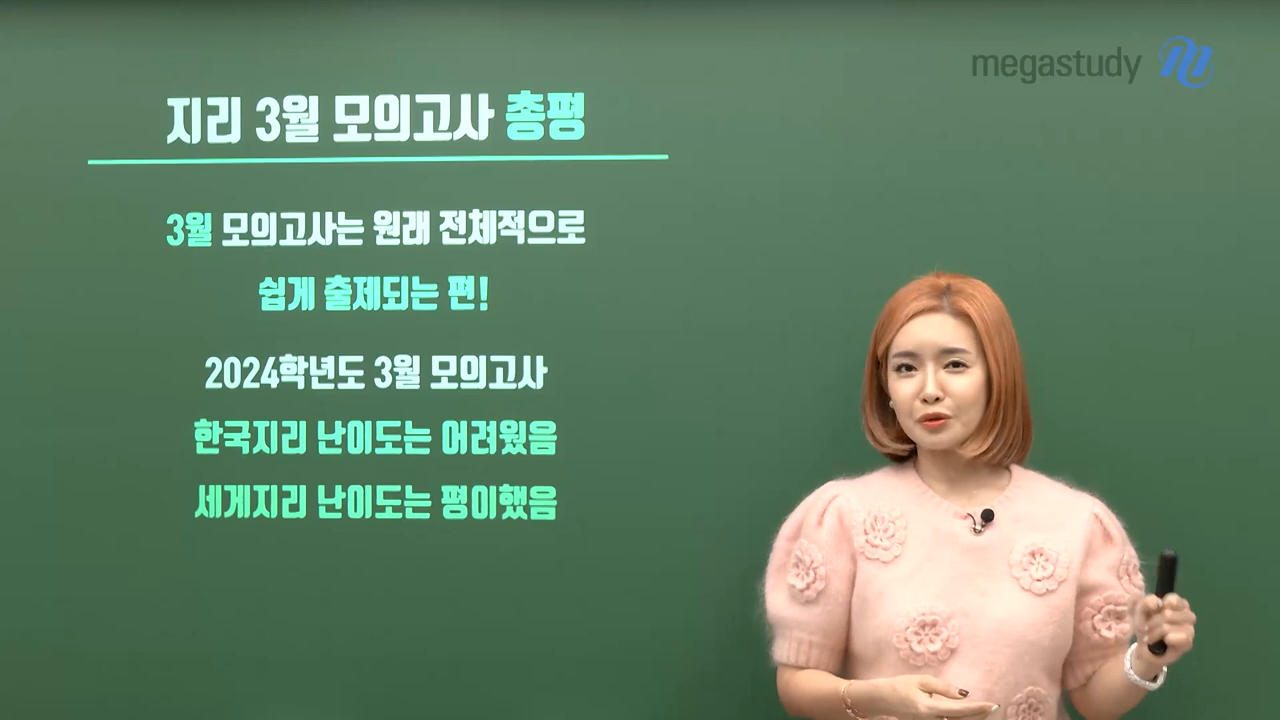 megastudy
지리 3월 모의고사 총평
3월 모의고사는 원래 전체적으로
쉽게 출제되는 편!
2024학년도 3월 모의고사
한국지리 난이도는 어려웠음
세게지리 난이도는 평이했음